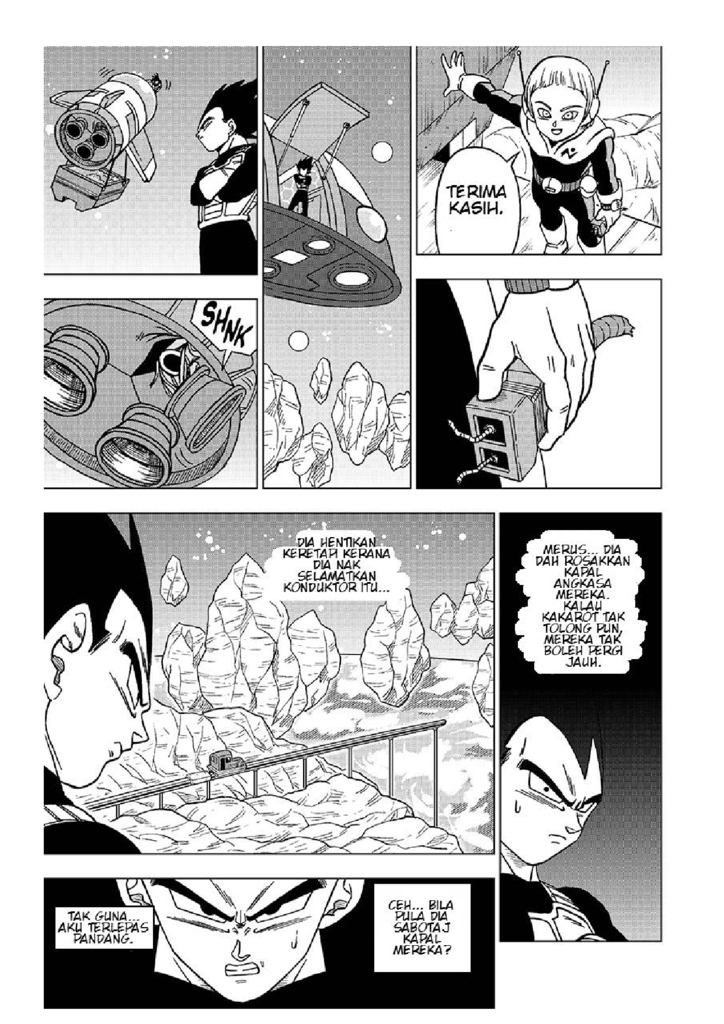 TERIMA
KASIH.
SHNK
MERUS... DIA
DAH ROSAKKAN
KAPAL
ANGKASA
MEREKA.
KALAU
KAKAROT TAK
TOLONG PUN,
MEREKA TAK
BOLEH PERGI
JAUH.
DIA HENTIKAN
KERETAPI KERANA
DIA NAK
SELAMATKAN
KONDUKTOR ITU...
CEH... BILA
PULA DIA
SABOTAJ
KAPAL
MEREKA?
TAK GUNA...
AKU TERLEPAS
PANDANG.